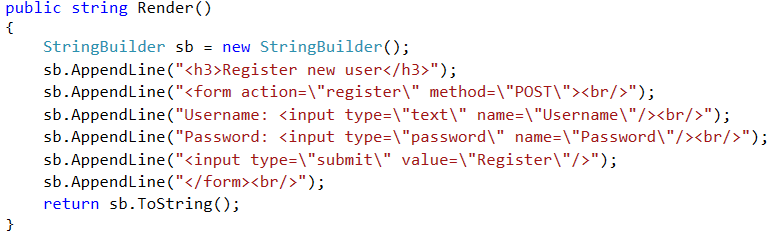 public string Render()
{
    StringBuilder sb = new StringBuilder();
    sb.AppendLine("<h3>Register new user</h3>");
    sb.AppendLine("<form action=\"register\" method=\"POST\"><br/>");
    sb.AppendLine("Username: <input type=\"text\" name=\"Username\"/><br/>");
    sb.AppendLine("Password: <input type=\"password\" name=\"Password\"/><br/>");
    sb.AppendLine("<input type=\"submit\" value=\"Register\"/>");
    sb.AppendLine("</form><br/>");
    return sb.ToString();
}